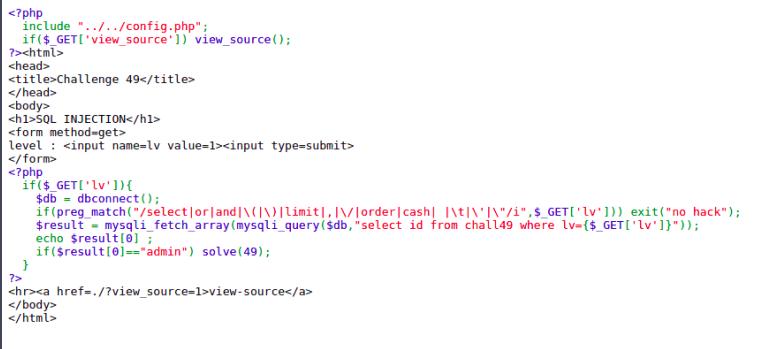 <?php
include "../../config.php";
if($_GET['view_source']) view_source();
?><html>
<head>
<title>Challenge 49</title>
</head>
<body>
<h1>SQL INJECTION</h1>
<form method=get>
level : <input name=lv value=1><input type=submit>
</form>
<?php
if($_GET['lv']){
$db = dbconnect();
if(preg_match("/select|or|and|\(|\)|limit|,|\/|order|cash| |\t|\'|\"/i",$_GET['lv'])) exit("no hack");
$result = mysqli_fetch_array(mysqli_query($db,"select id from chall49 where lv={$_GET['lv']}"));
echo $result[0] ;
if($result[0]=="admin") solve(49);
}
?>
<hr><a href=./?view_source=1>view-source</a>
</body>
</html>